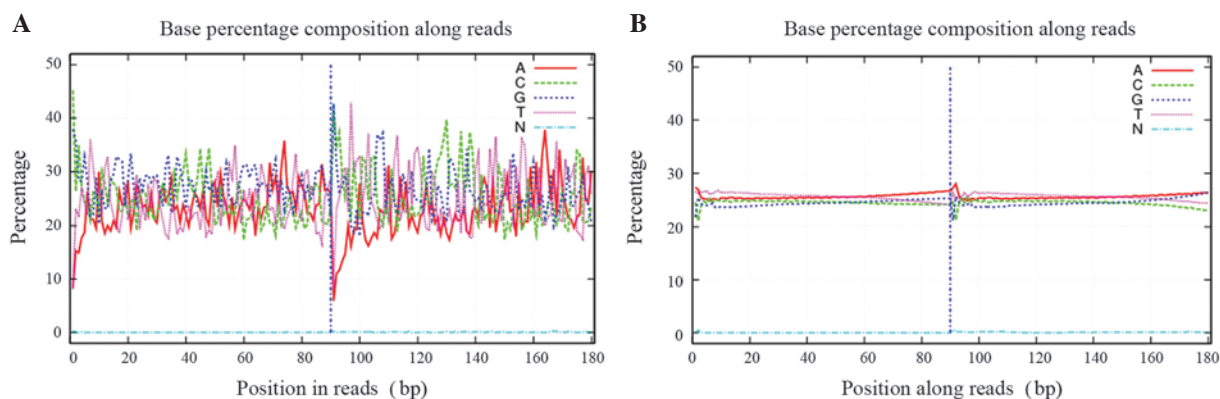 A
Base percentage composition along reads
50
40
30
20
10
0
A
C
G
T
N
Percentage
0 20 40 60 80 100 120 140 160 180
Position in reads (bp)
B
Base percentage composition along reads
50
40
30
20
10
0
A
C
G
T
N
Percentage
0 20 40 60 80 100 120 140 160 180
Position along reads (bp)